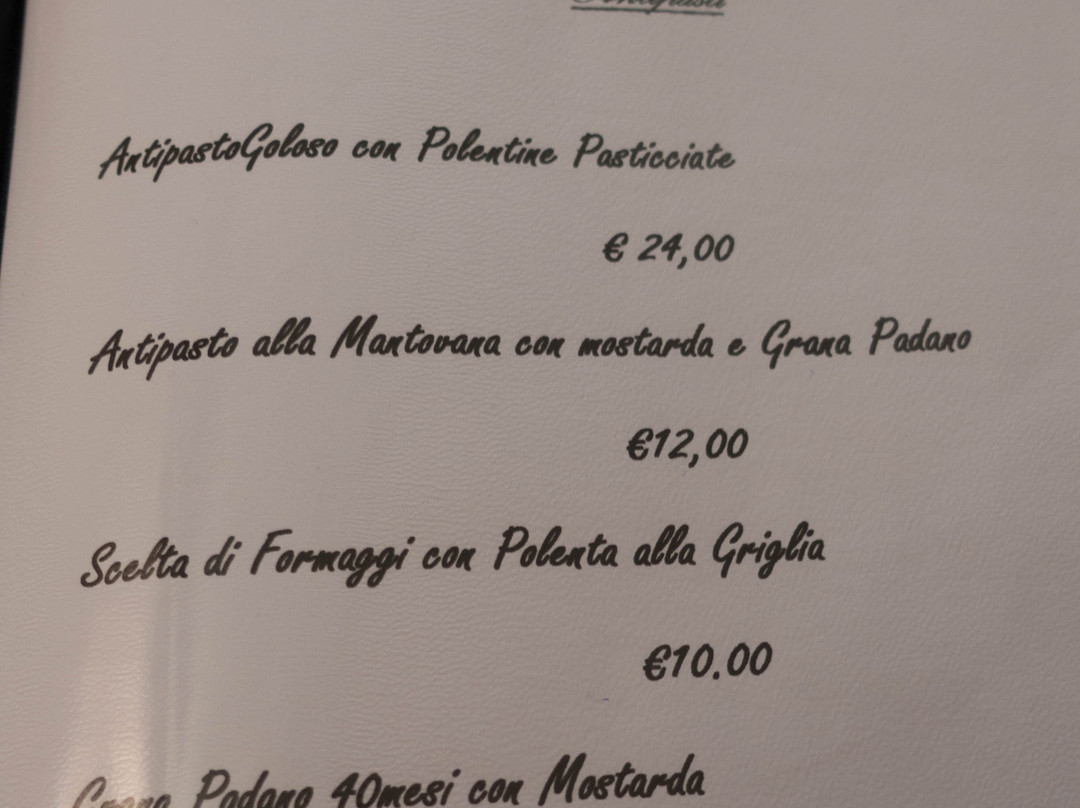 AntipastoGoloso con Polentine Pasticciate
€ 24,00
Antipasto alla Mantovana con mostarda e Grana Padano
€12,00
Scelta di Formaggi con Polenta alla Griglia
€10.00
Grana Padano 40mesi con Mostarda